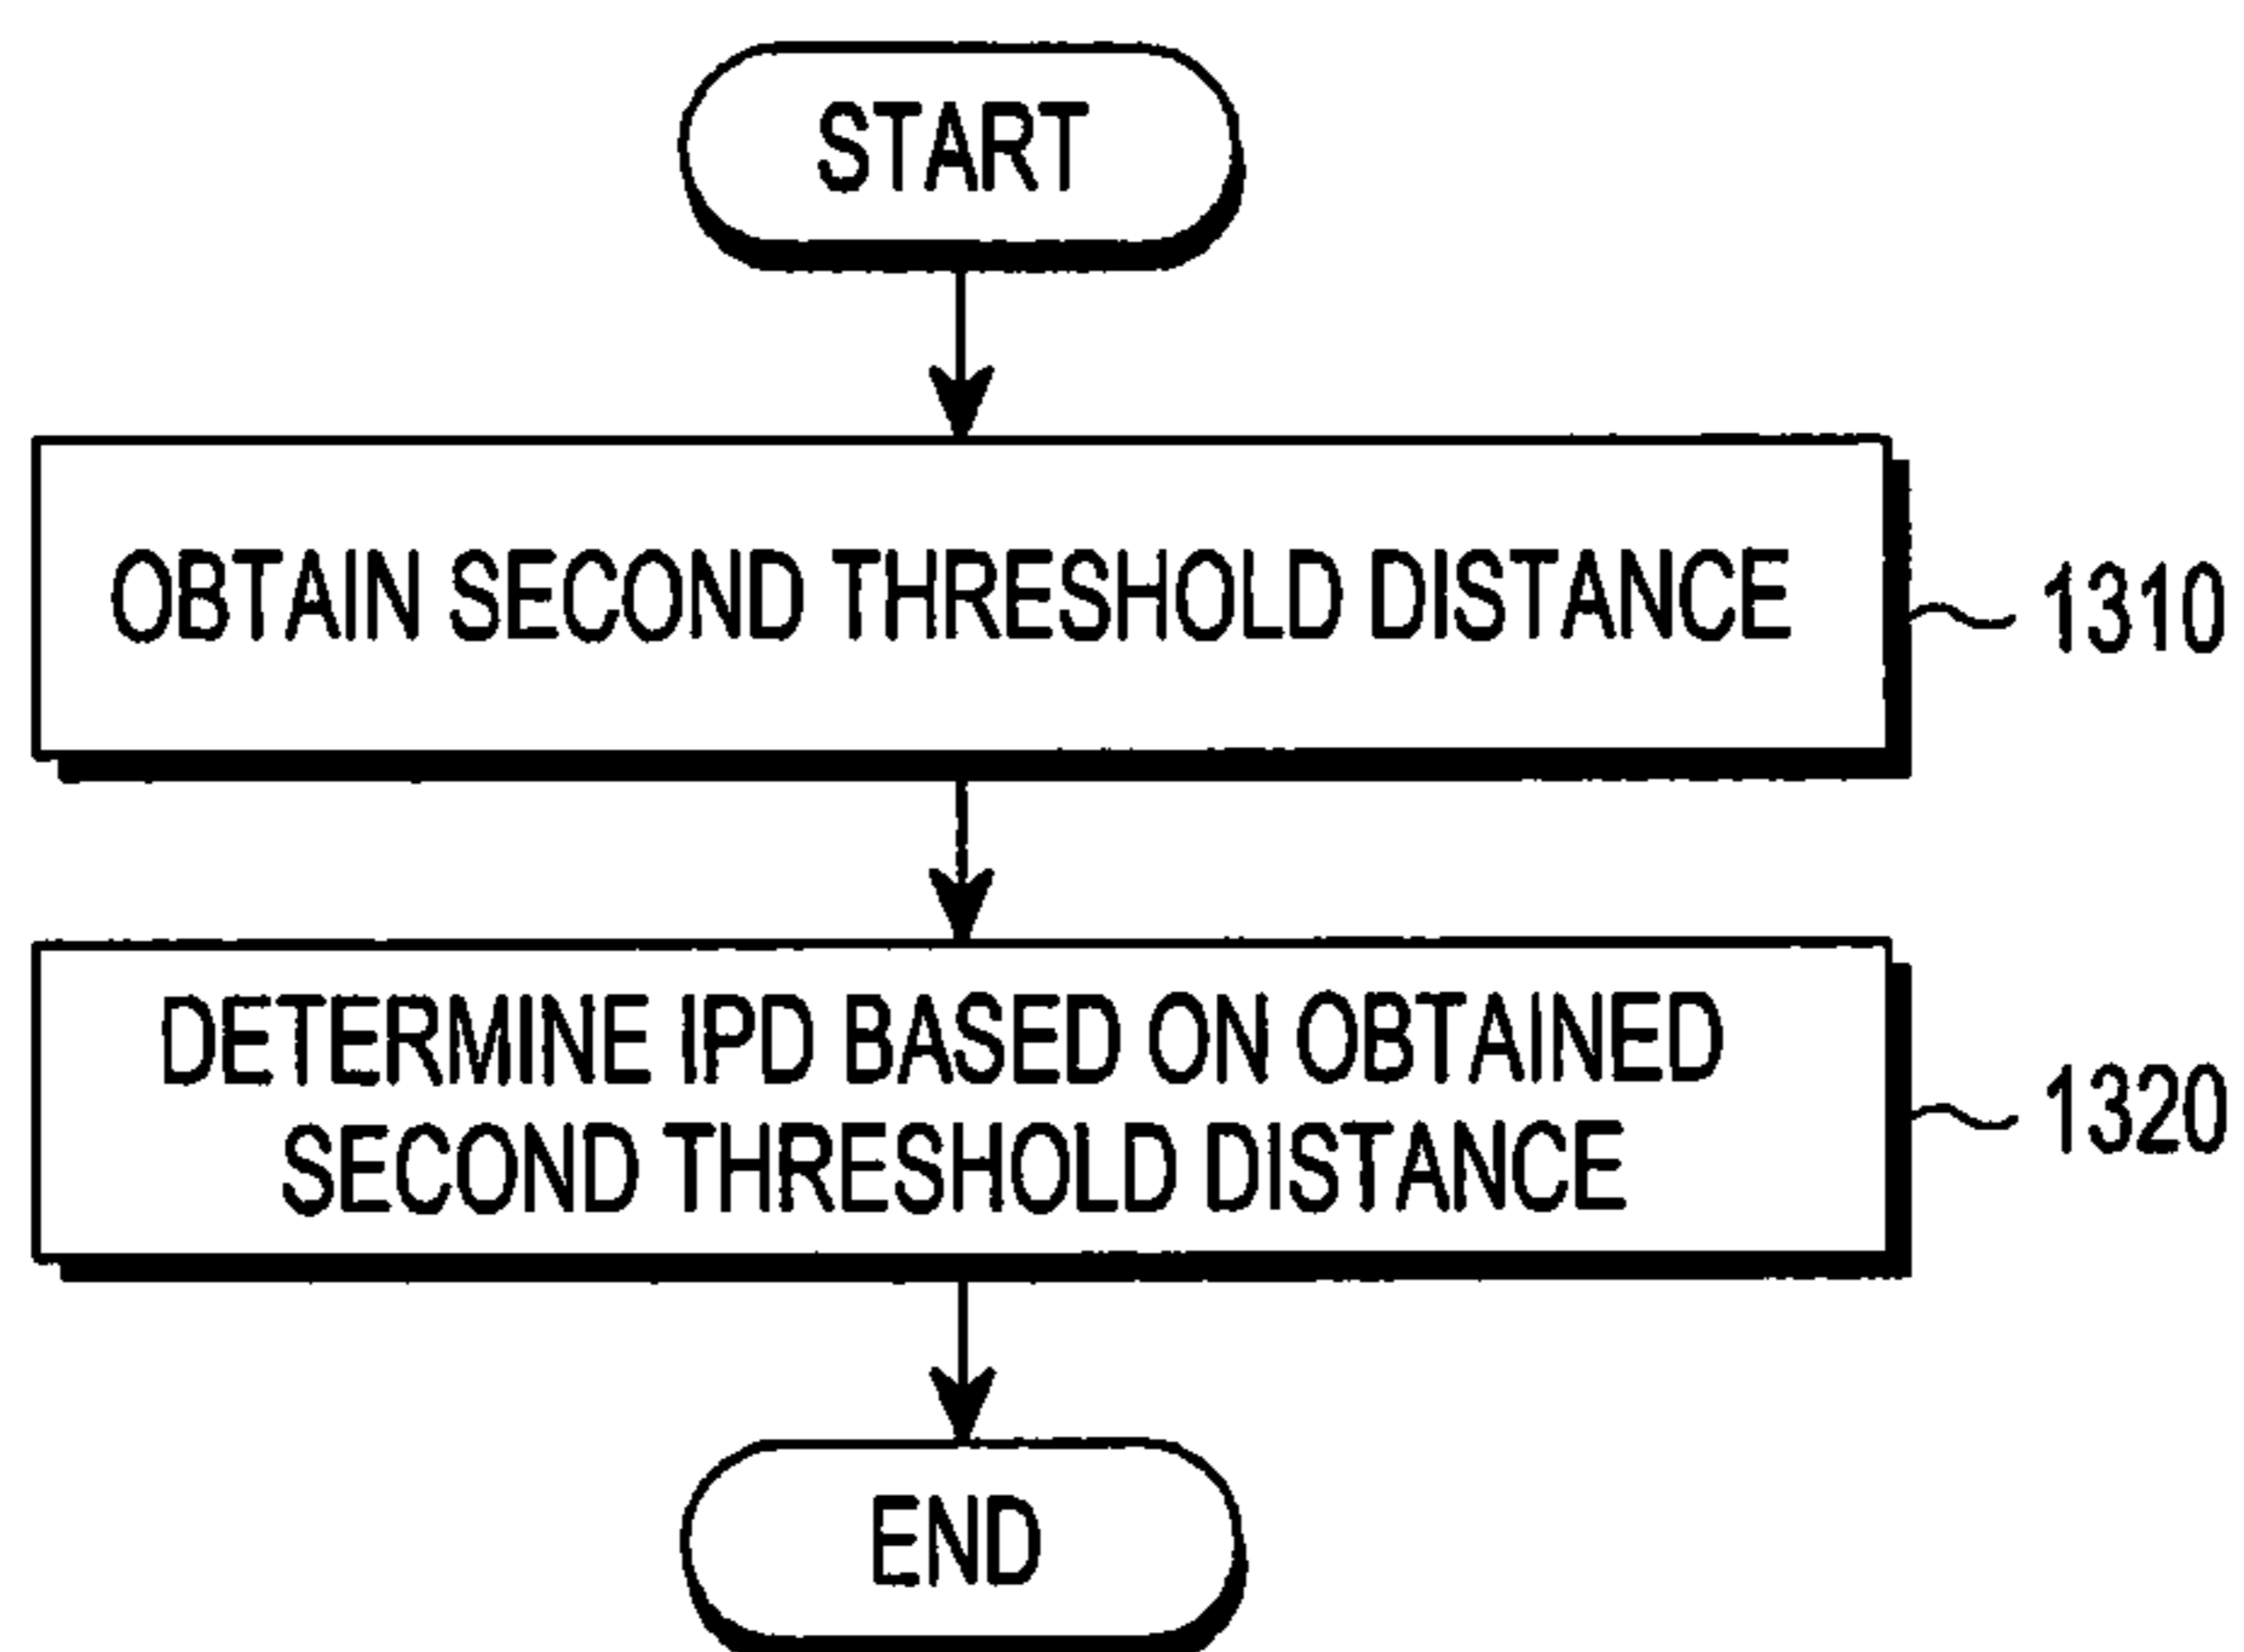 START
OBTAIN SECOND THRESHOLD DISTANCE
1310
DETERMINE IPD BASED ON OBTAINED
SECOND THRESHOLD DISTANCE
1320
END